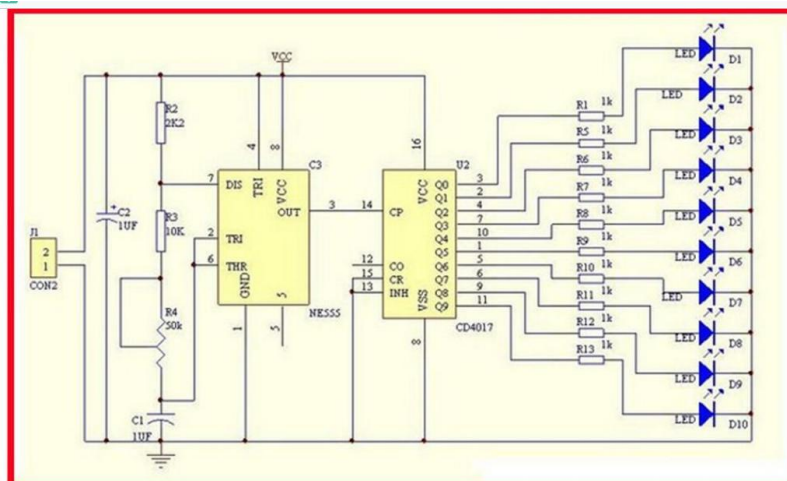 VCC
R2
2K2
4
8
16
C3
U2
7
DIS
TRI
VCC
OUT
3
14
CP
VCC
C2
1UF
R3
10K
J1
2
1
CON2
2
TRI
6
THR
GND
5
NE555
1
5
R4
50k
C1
1UF
12
CO
15
CR
13
INH
VSS
CD4017
8
Q0
3
Q1
2
Q2
4
Q3
7
Q4
10
Q5
1
Q6
5
Q7
6
Q8
9
Q9
11
R1
1k
LED
D1
R5
1k
LED
D2
R6
1k
LED
D3
R7
1k
LED
D4
R8
1k
LED
D5
R9
1k
LED
D6
R10
1k
LED
D7
R11
1k
LED
D8
R12
1k
LED
D9
R13
1k
LED
D10